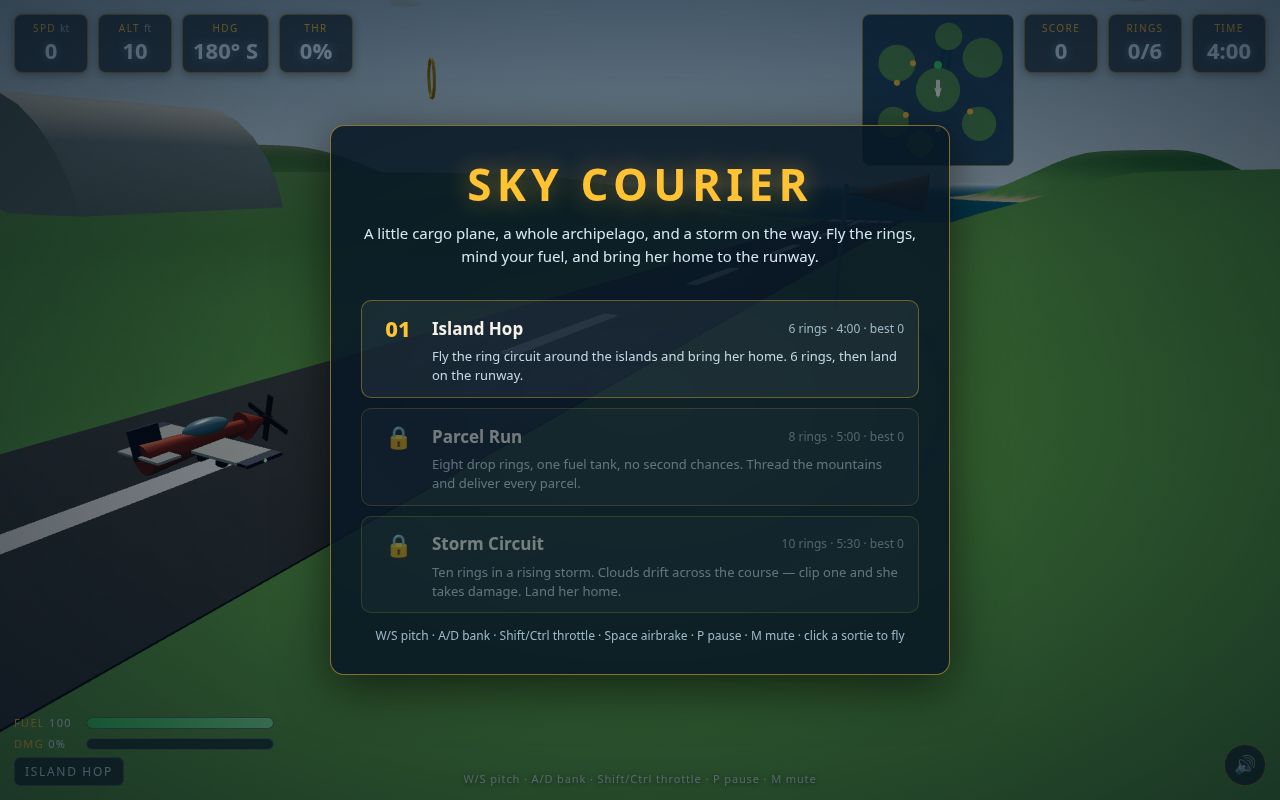 SPD kt
0
ALT ft
10
HDG
180° S
THR
0%
SCORE
0
RINGS
0/6
TIME
4:00
SKY COURIER
A little cargo plane, a whole archipelago, and a storm on the way. Fly the rings,
mind your fuel, and bring her home to the runway.
01
Island Hop
6 rings · 4:00 · best 0
Fly the ring circuit around the islands and bring her home. 6 rings, then land
on the runway.
Parcel Run
8 rings · 5:00 · best 0
Eight drop rings, one fuel tank, no second chances. Thread the mountains
and deliver every parcel.
Storm Circuit
10 rings · 5:30 · best 0
Ten rings in a rising storm. Clouds drift across the course — clip one and she
takes damage. Land her home.
W/S pitch · A/D bank · Shift/Ctrl throttle · Space airbrake · P pause · M mute · click a sortie to fly
FUEL 100
DMG 0%
ISLAND HOP
W/S pitch · A/D bank · Shift/Ctrl throttle · P pause · M mute